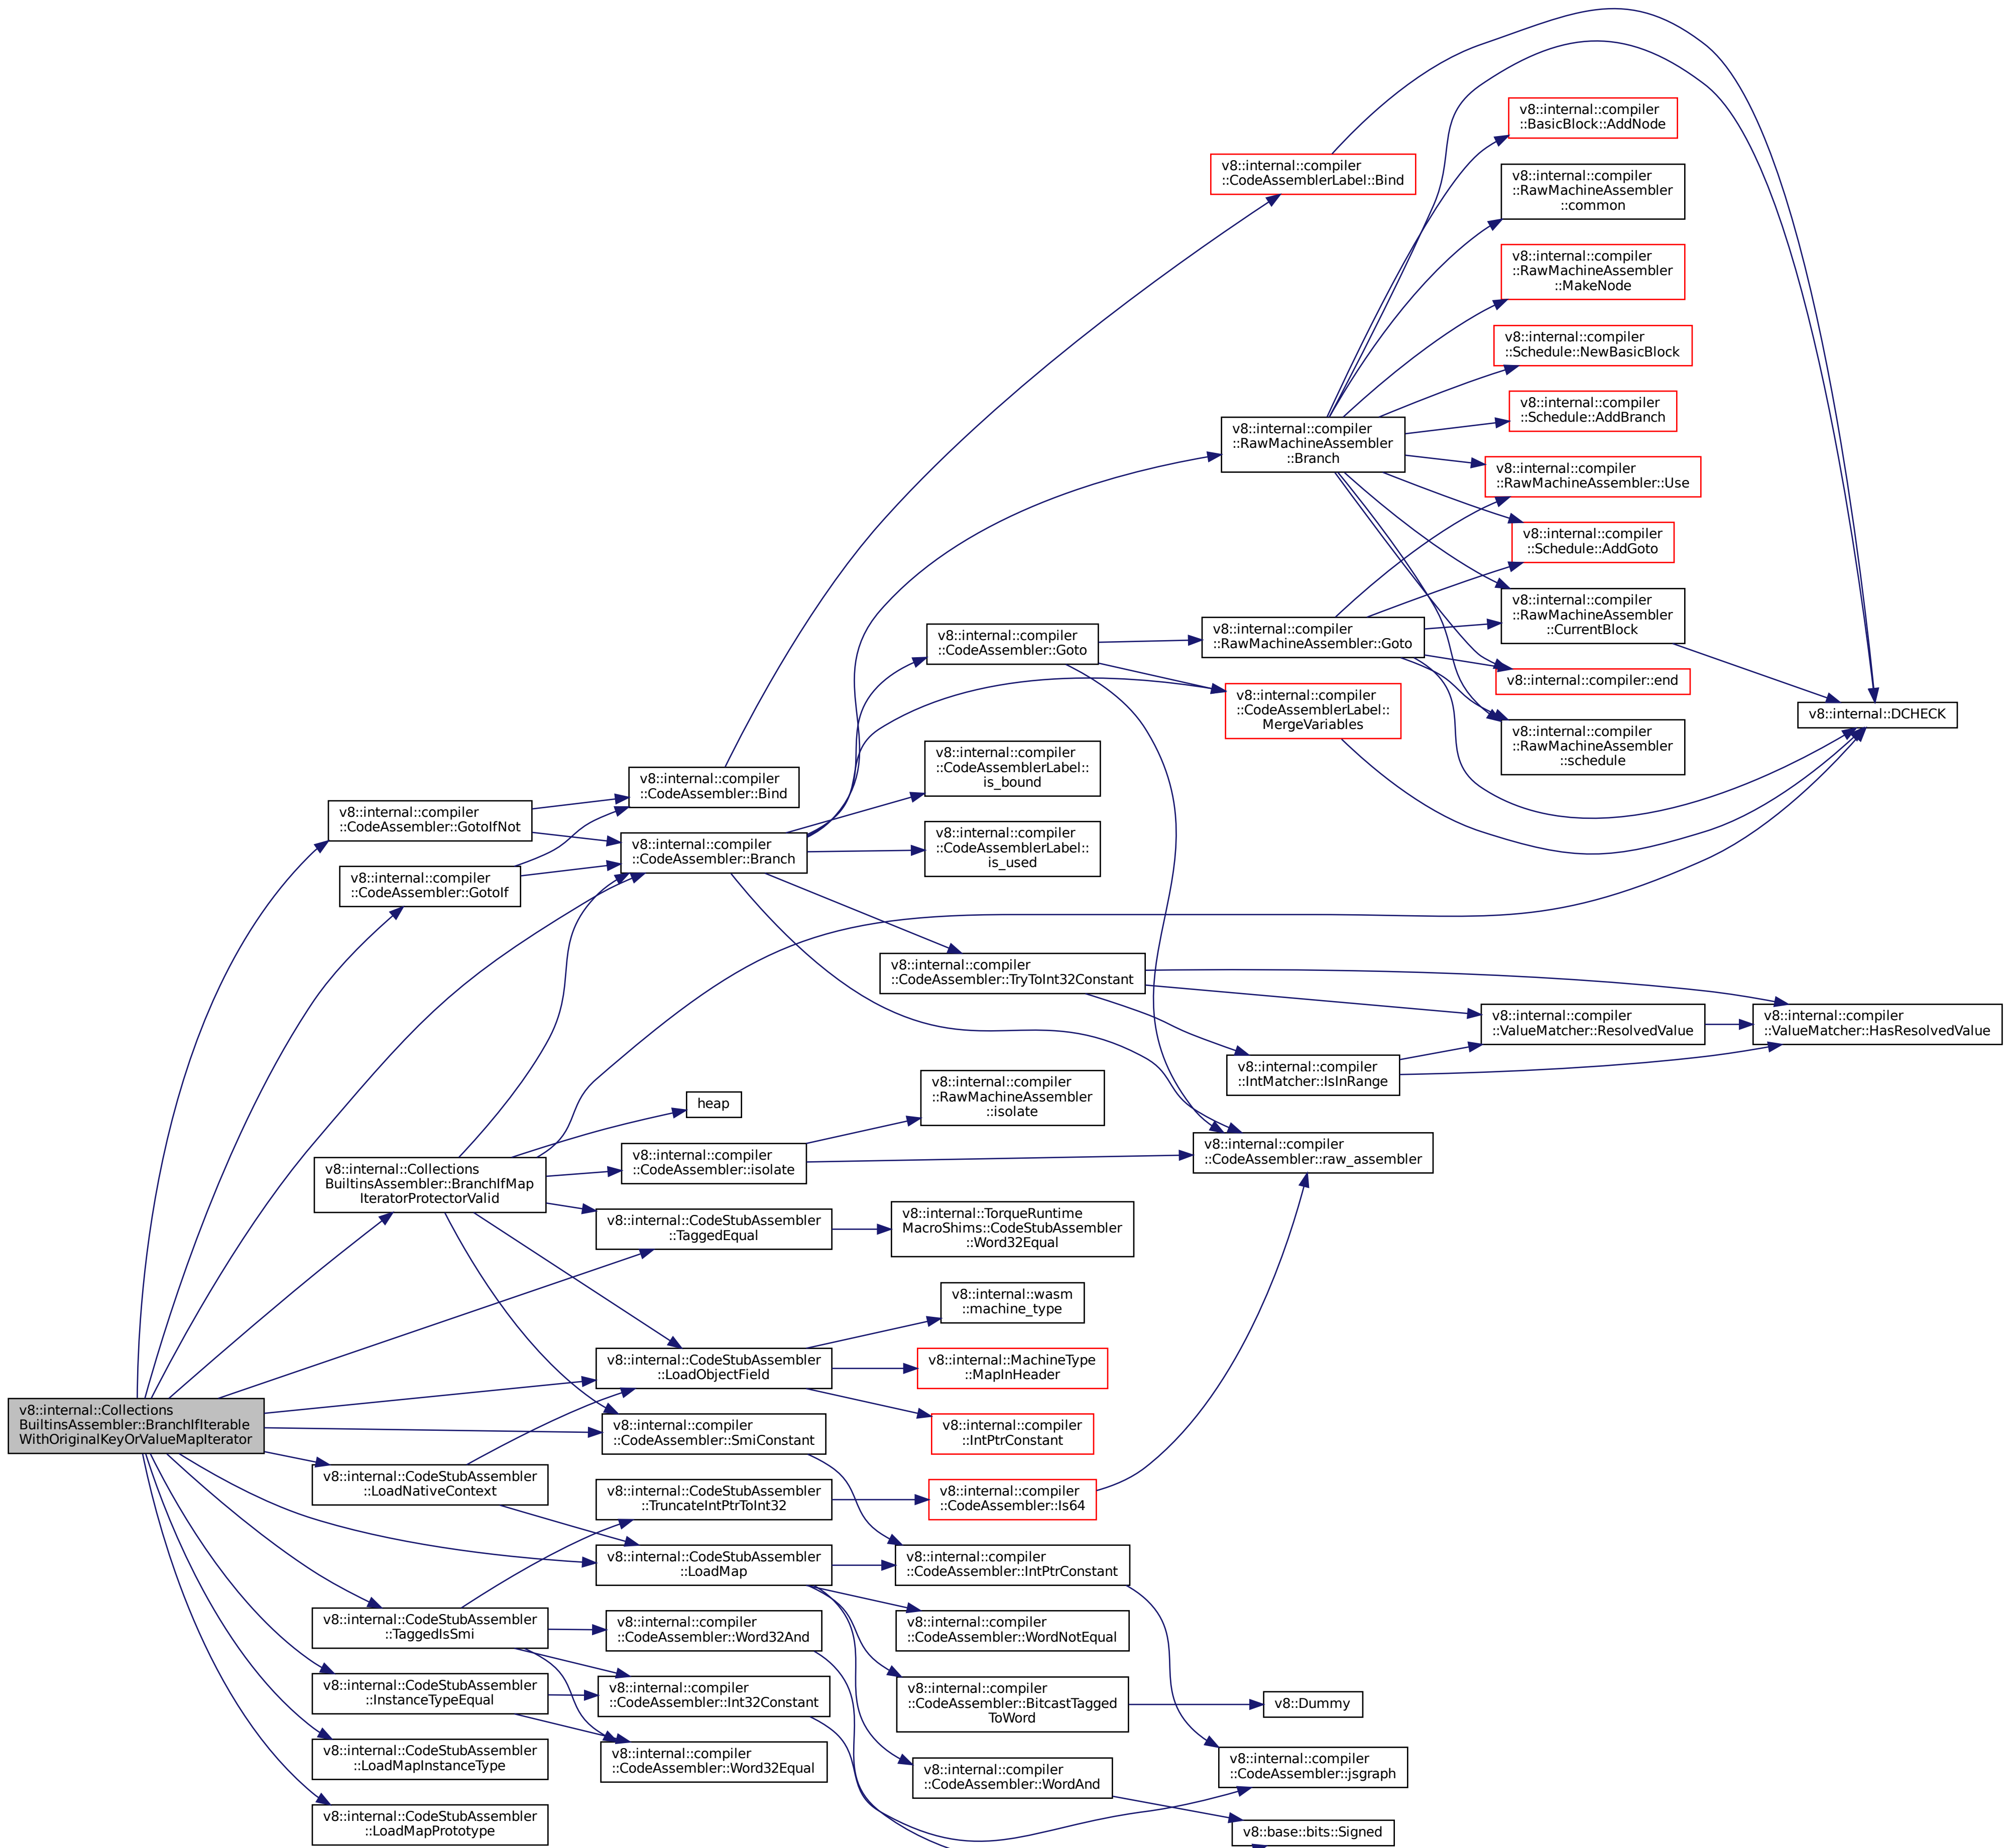 v8::internal::compiler
::BasicBlock::AddNode
v8::internal::compiler
::CodeAssemblerLabel::Bind
v8::internal::compiler
::RawMachineAssembler
::common
v8::internal::compiler
::RawMachineAssembler
::MakeNode
v8::internal::compiler
::Schedule::NewBasicBlock
v8::internal::compiler
::Schedule::AddBranch
v8::internal::compiler
::RawMachineAssembler
::Branch
v8::internal::compiler
::RawMachineAssembler::Use
v8::internal::compiler
::Schedule::AddGoto
v8::internal::compiler
::RawMachineAssembler
::CurrentBlock
v8::internal::compiler
::CodeAssembler::Goto
v8::internal::compiler
::RawMachineAssembler::Goto
v8::internal::compiler::end
v8::internal::compiler
::CodeAssemblerLabel::
MergeVariables
v8::internal::DCHECK
v8::internal::compiler
::RawMachineAssembler
::schedule
v8::internal::compiler
::CodeAssemblerLabel::
is_bound
v8::internal::compiler
::CodeAssembler::Bind
v8::internal::compiler
::CodeAssembler::GotoIfNot
v8::internal::compiler
::CodeAssembler::Branch
v8::internal::compiler
::CodeAssemblerLabel::
is_used
v8::internal::compiler
::CodeAssembler::GotoIf
v8::internal::compiler
::CodeAssembler::TryToInt32Constant
v8::internal::compiler
::ValueMatcher::ResolvedValue
v8::internal::compiler
::ValueMatcher::HasResolvedValue
v8::internal::compiler
::IntMatcher::IsInRange
heap
v8::internal::compiler
::RawMachineAssembler
::isolate
v8::internal::compiler
::CodeAssembler::raw_assembler
v8::internal::Collections
BuiltinsAssembler::BranchIfMap
IteratorProtectorValid
v8::internal::compiler
::CodeAssembler::isolate
v8::internal::CodeStubAssembler
::TaggedEqual
v8::internal::TorqueRuntime
MacroShims::CodeStubAssembler
::Word32Equal
v8::internal::wasm
::machine_type
v8::internal::CodeStubAssembler
::LoadObjectField
v8::internal::MachineType
::MapInHeader
v8::internal::Collections
BuiltinsAssembler::BranchIfIterable
WithOriginalKeyOrValueMapIterator
v8::internal::compiler
::CodeAssembler::SmiConstant
v8::internal::compiler
::IntPtrConstant
v8::internal::CodeStubAssembler
::LoadNativeContext
v8::internal::CodeStubAssembler
::TruncateIntPtrToInt32
v8::internal::compiler
::CodeAssembler::Is64
v8::internal::CodeStubAssembler
::LoadMap
v8::internal::compiler
::CodeAssembler::IntPtrConstant
v8::internal::CodeStubAssembler
::TaggedIsSmi
v8::internal::compiler
::CodeAssembler::Word32And
v8::internal::compiler
::CodeAssembler::WordNotEqual
v8::internal::CodeStubAssembler
::InstanceTypeEqual
v8::internal::compiler
::CodeAssembler::Int32Constant
v8::internal::compiler
::CodeAssembler::BitcastTagged
ToWord
v8::Dummy
v8::internal::CodeStubAssembler
::LoadMapInstanceType
v8::internal::compiler
::CodeAssembler::Word32Equal
v8::internal::compiler
::CodeAssembler::WordAnd
v8::internal::compiler
::CodeAssembler::jsgraph
v8::internal::CodeStubAssembler
::LoadMapPrototype
v8::base::bits::Signed